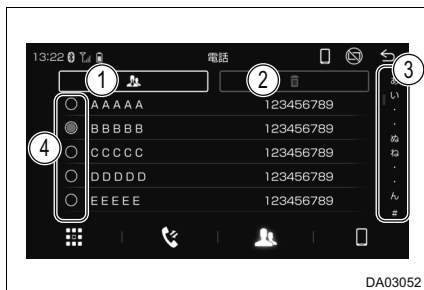 13:22 電話
1 2 3
あ
い
・
・
ぬ
ね
・
・
ん
#
4
AAAAA 123456789
BBBBB 123456789
CCCCC 123456789
DDDDD 123456789
EEEEE 123456789
DA03052